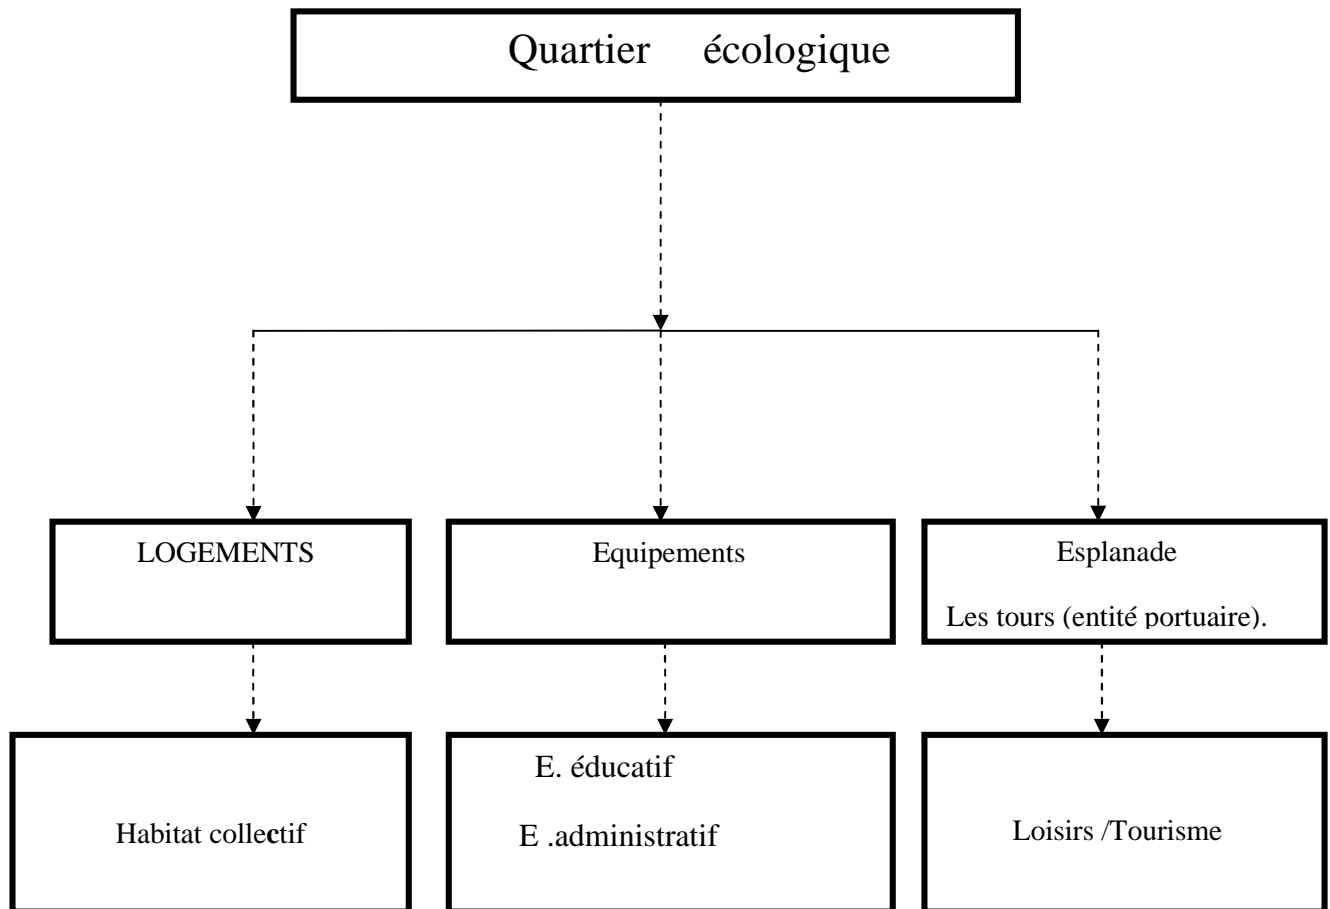 Quartier écologique
LOGEMENTS
Equipements
Esplanade
Les tours (entité portuaire).
Habitat collectif
E. éducatif
E .administratif
Loisirs /Tourisme